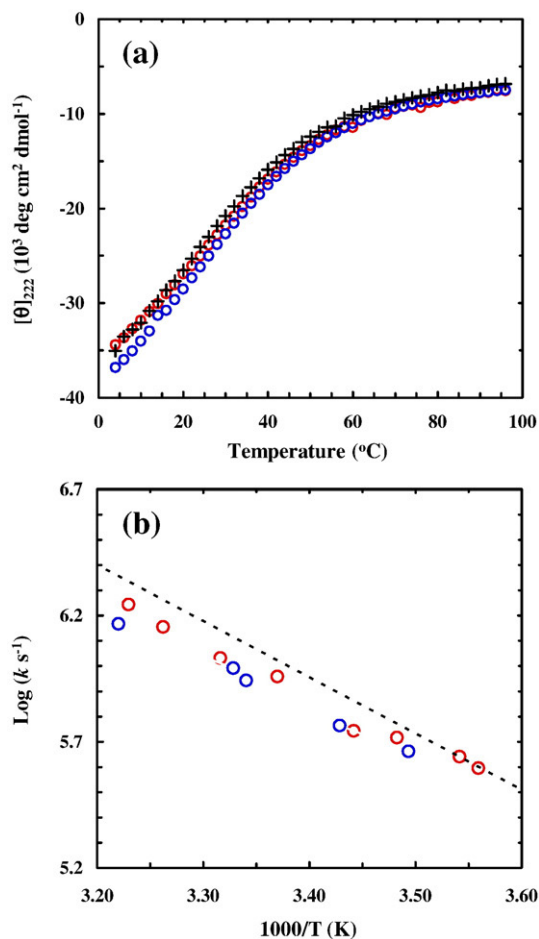 (a)
0
-10
-20
-30
-40
[θ]222 (10³ deg cm² dmol⁻¹)
0 20 40 60 80 100
Temperature (ºC)
(b)
6.7
6.2
5.7
5.2
Log (k s⁻¹)
3.20 3.30 3.40 3.50 3.60
1000/T (K)